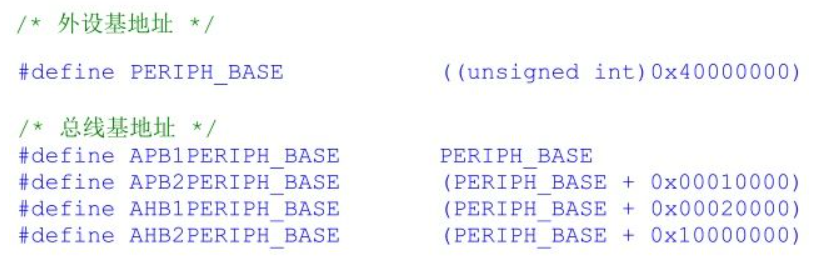 /* 外设基地址 */
#define PERIPH_BASE ((unsigned int)0x40000000)
/* 总线基地址 */
#define APB1PERIPH_BASE PERIPH_BASE
#define APB2PERIPH_BASE (PERIPH_BASE + 0x00010000)
#define AHB1PERIPH_BASE (PERIPH_BASE + 0x00020000)
#define AHB2PERIPH_BASE (PERIPH_BASE + 0x10000000)